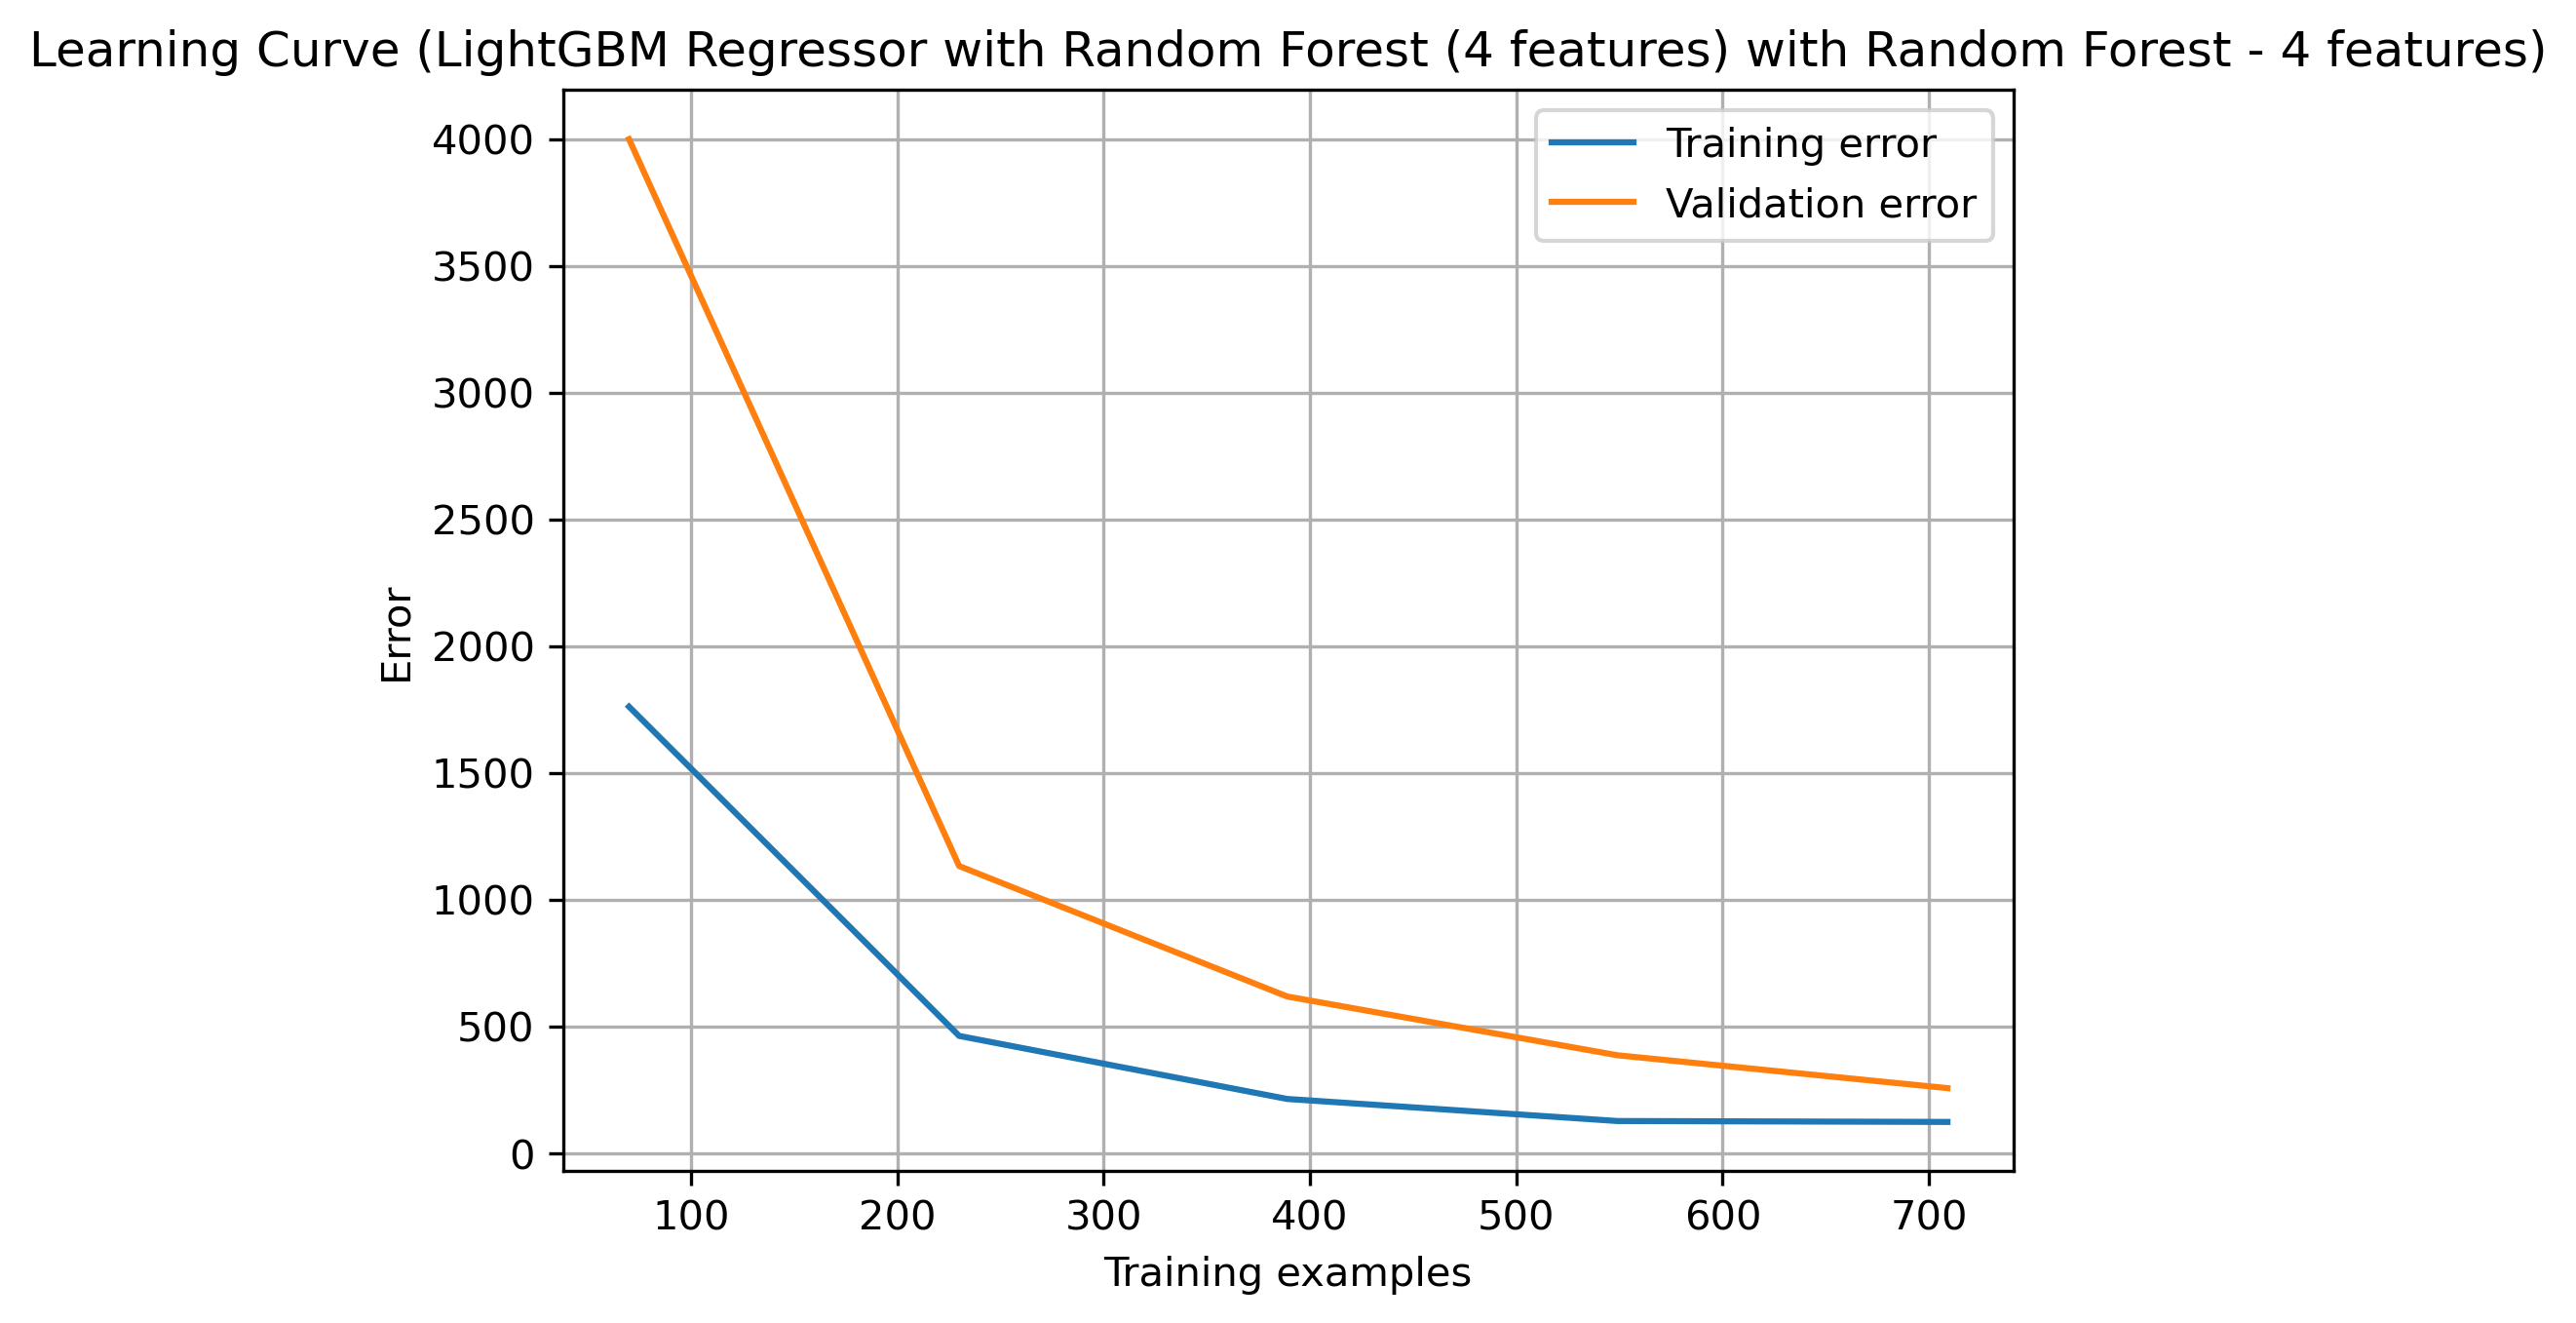 Learning Curve (LightGBM Regressor with Random Forest (4 features) with Random Forest - 4 features)
Training error
Validation error
4000
3500
3000
2500
2000
1500
1000
500
0
Error
100 200 300 400 500 600 700
Training examples